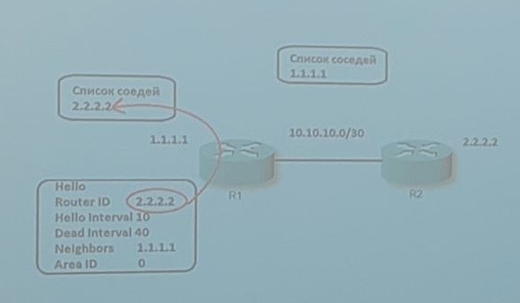 Список соседей
1.1.1.1
Список соедей
2.2.2.2
1.1.1.1
10.10.10.0/30
2.2.2.2
R1
R2
Hello
Router ID 2.2.2.2
Hello Interval 10
Dead Interval 40
Neighbors 1.1.1.1
Area ID 0